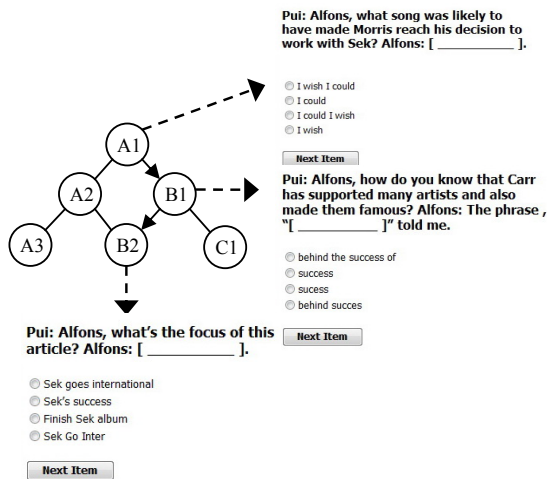 Pui: Alfons, what song was likely to
have made Morris reach his decision to
work with Sek? Alfons: [ __________ ].
I wish I could
I could
I could I wish
I wish
Next Item
A1
A2
B1
A3
B2
C1
Pui: Alfons, how do you know that Carr
has supported many artists and also
made them famous? Alfons: The phrase ,
"[ __________ ]" told me.
behind the success of
success
sucess
behind succes
Next Item
Pui: Alfons, what's the focus of this
article? Alfons: [ __________ ].
Sek goes international
Sek's success
Finish Sek album
Sek Go Inter
Next Item